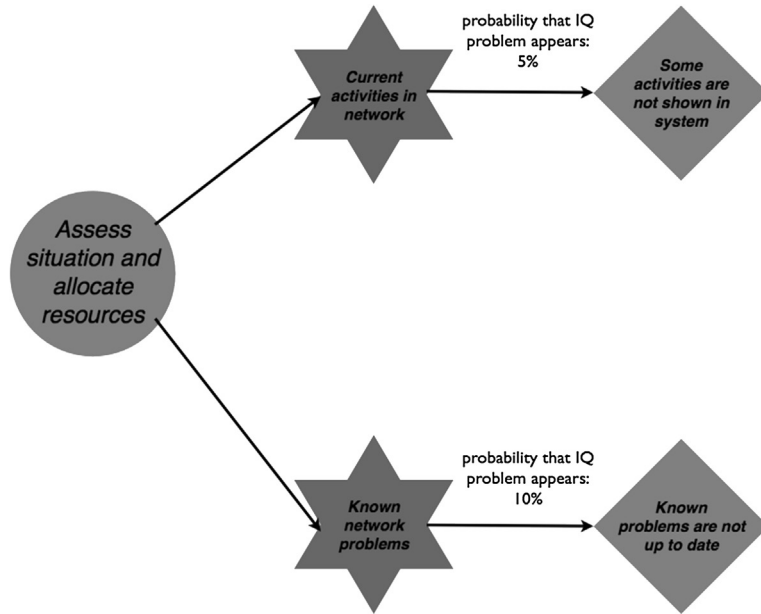 probability that IQ
problem appears:
5%
Current
activities in
network
Some
activities are
not shown in
system
Assess
situation and
allocate
resources
probability that IQ
problem appears:
10%
Known
network
problems
Known
problems are not
up to date